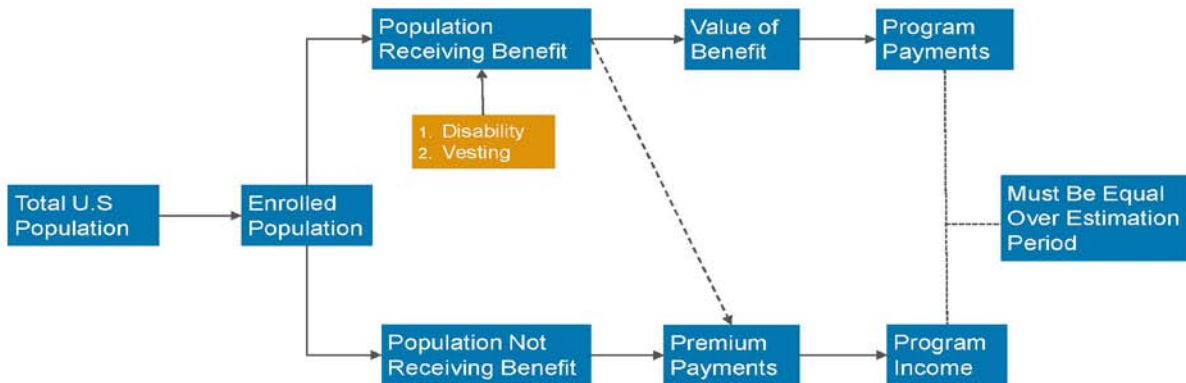 Population
Receiving Benefit
Value of
Benefit
Program
Payments
1. Disability
2. Vesting
Total U.S
Population
Enrolled
Population
Must Be Equal
Over Estimation
Period
Population Not
Receiving Benefit
Premium
Payments
Program
Income